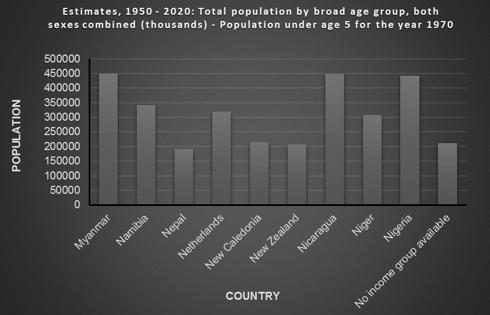 Estimates, 1950 - 2020: Total population by broad age group, both
sexes combined (thousands) - Population under age 5 for the year 1970
POPULATION
500000
450000
400000
350000
300000
250000
200000
150000
100000
50000
0
Myanmar
Namibia
Nepal
Netherlands
New Caledonia
New Zealand
Nicaragua
Niger
Nigeria
No income group available
COUNTRY